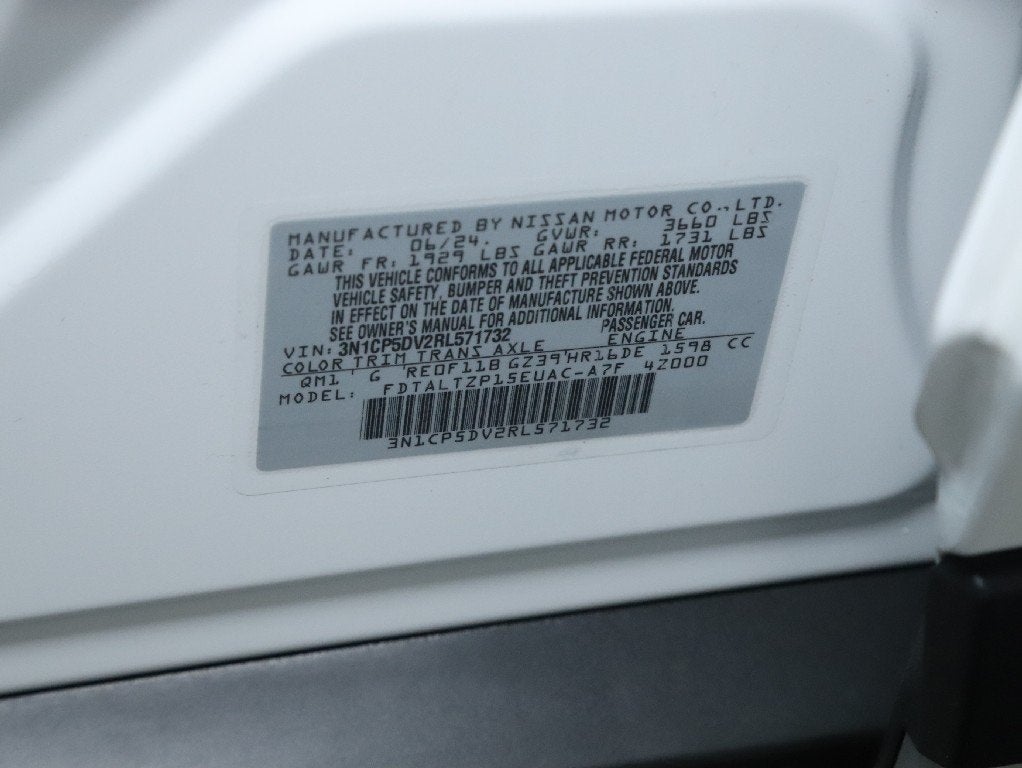 MANUFACTURED BY NISSAN MOTOR CO.,LTD.
DATE: 06/24. GVWR: 3660 LBS
GAWR FR: 1929 LBS GAWR RR: 1731 LBS
THIS VEHICLE CONFORMS TO ALL APPLICABLE FEDERAL MOTOR
VEHICLE SAFETY, BUMPER AND THEFT PREVENTION STANDARDS
IN EFFECT ON THE DATE OF MANUFACTURE SHOWN ABOVE.
SEE OWNER'S MANUAL FOR ADDITIONAL INFORMATION.
VIN: 3N1CP5DV2RL571732 PASSENGER CAR.
COLOR TRIM TRANS AXLE ENGINE
QM1 G RE0F11B GZ39 HR16DE 1598 CC
MODEL: FDTALTZP15EUAC-A7F 4Z000
3N1CP5DV2RL571732